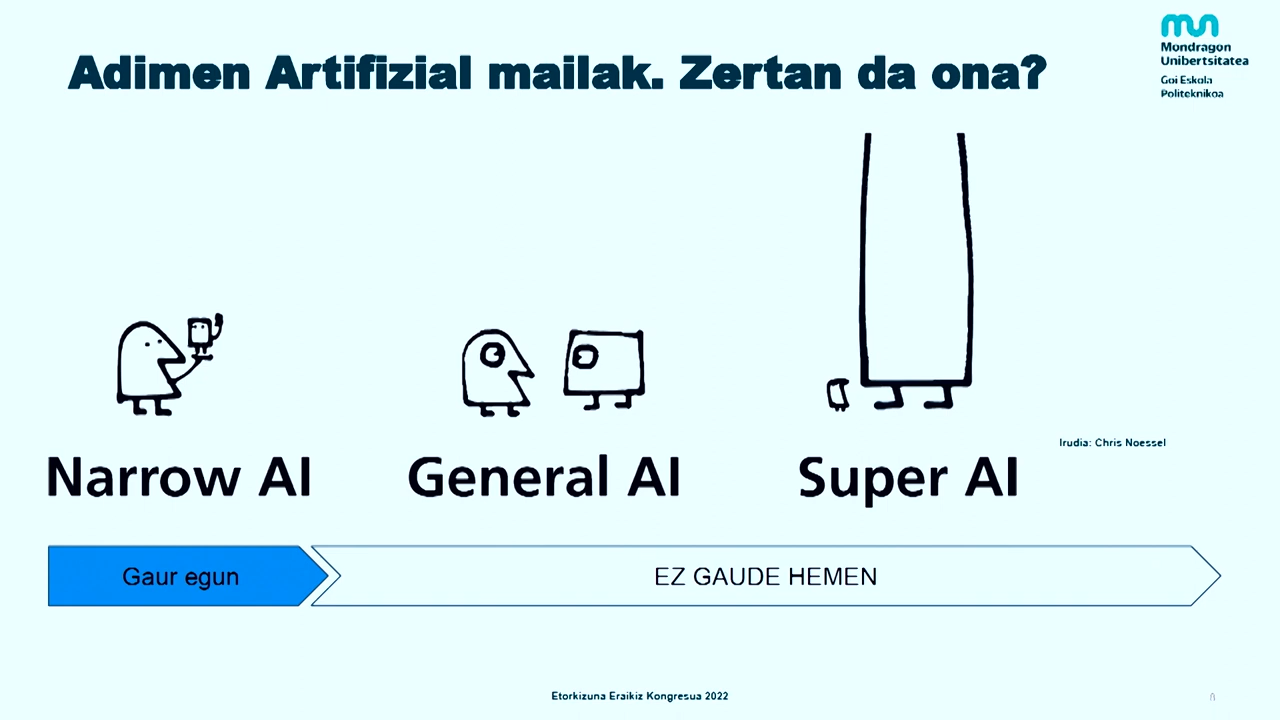 Adimen Artifizial mailak. Zertan da ona?
Mondragon
Unibertsitatea
Goi Eskola
Politeknikoa
Irudia: Chris Noessel
Narrow AI
General AI
Super AI
Gaur egun
EZ GAUDE HEMEN
Etorkizuna Eraikiz Kongresua 2022